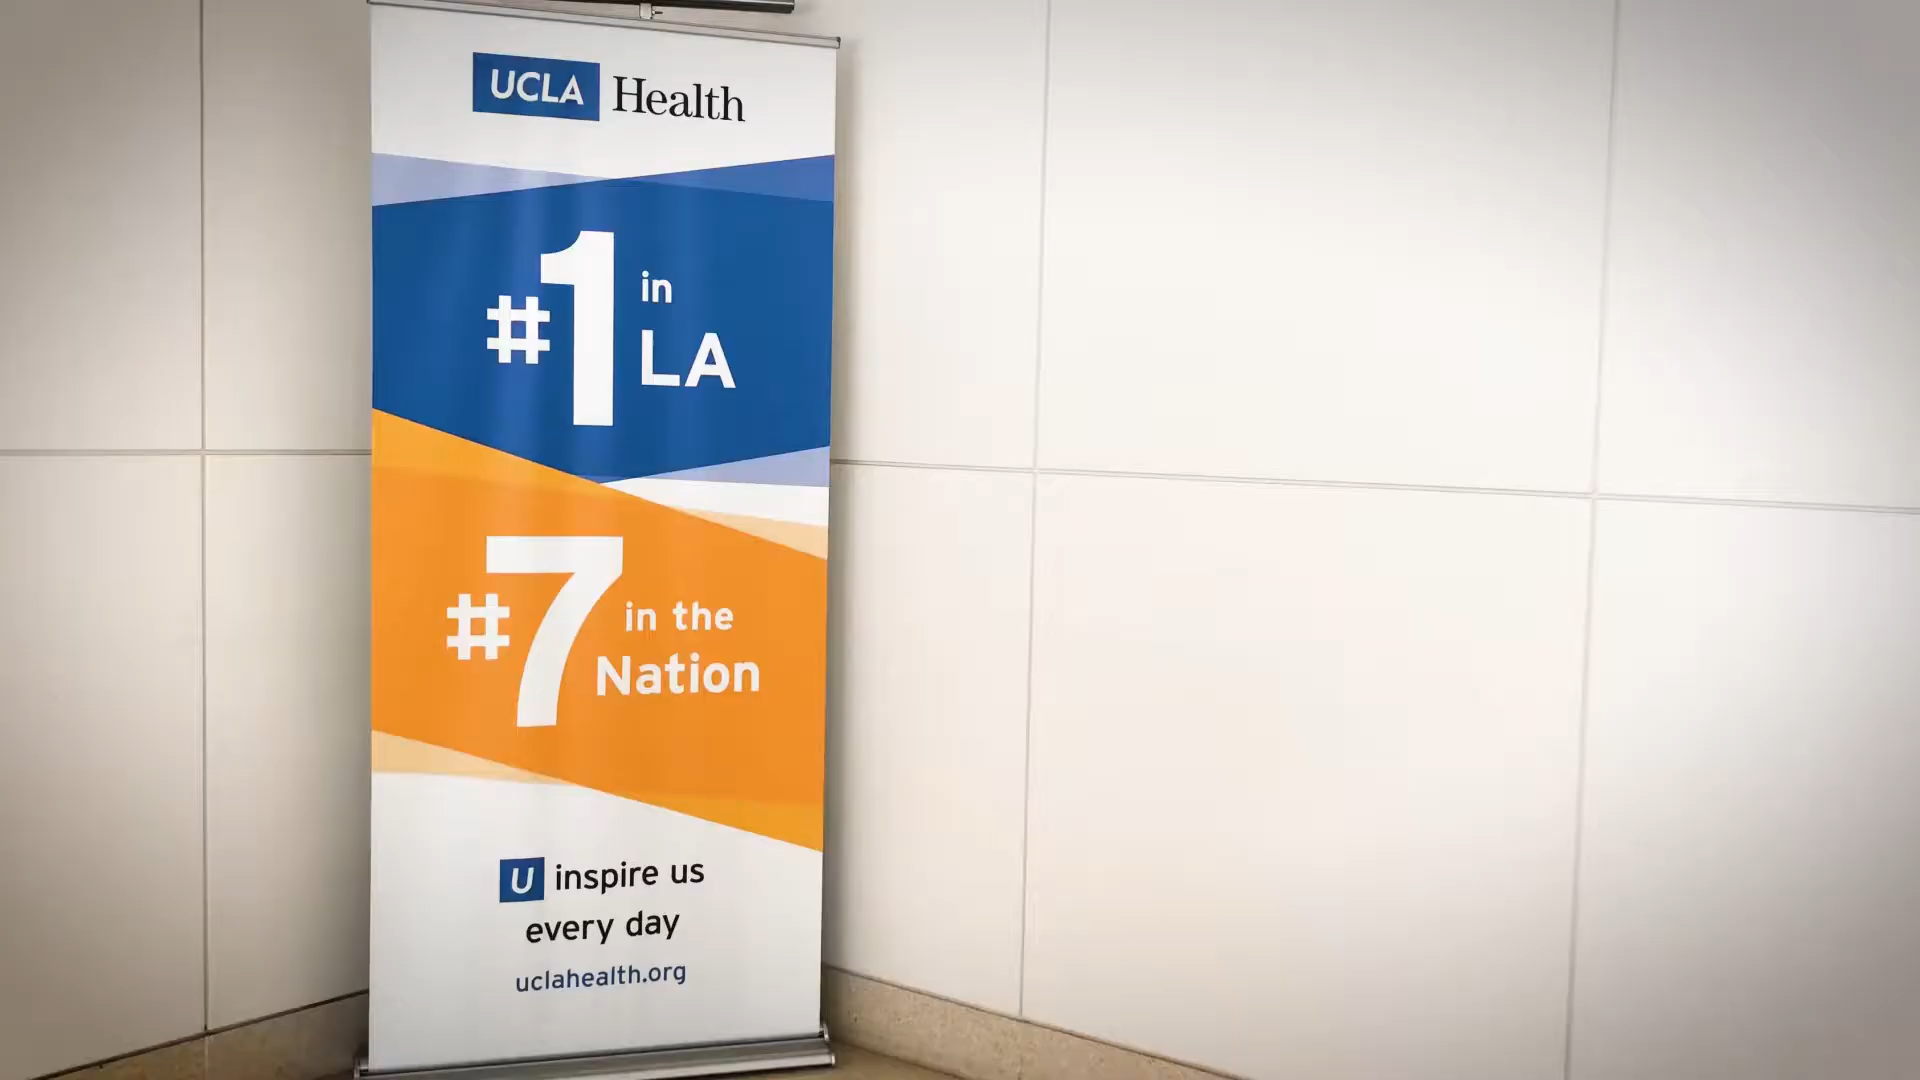 UCLA Health
#1 in
LA
#7 in the
Nation
U inspire us
every day
uclahealth.org